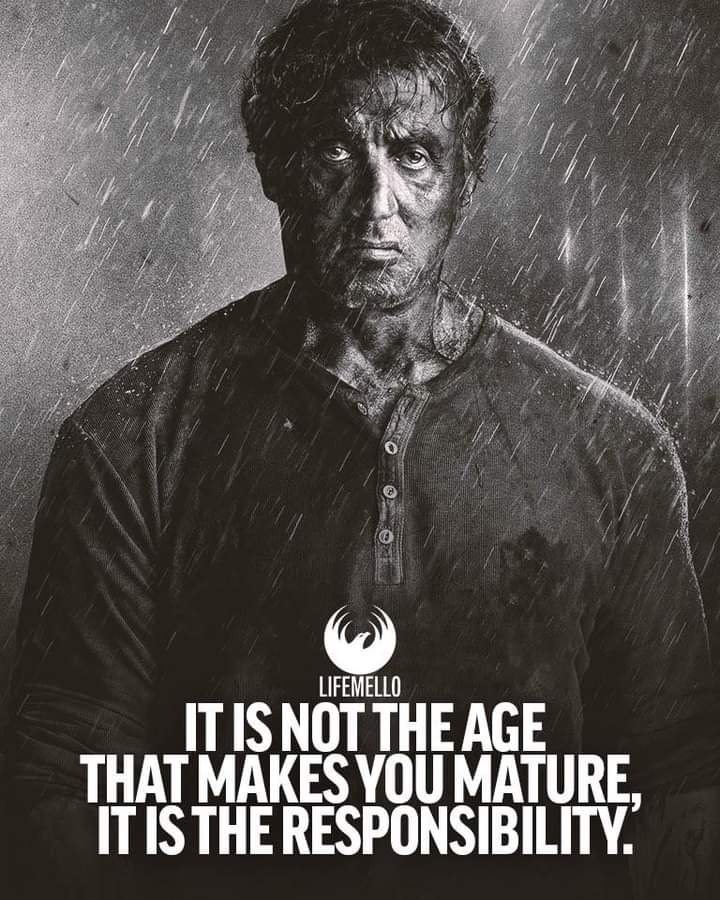 LIFEMELLO
IT IS NOT THE AGE
THAT MAKES YOU MATURE,
IT IS THE RESPONSIBILITY.